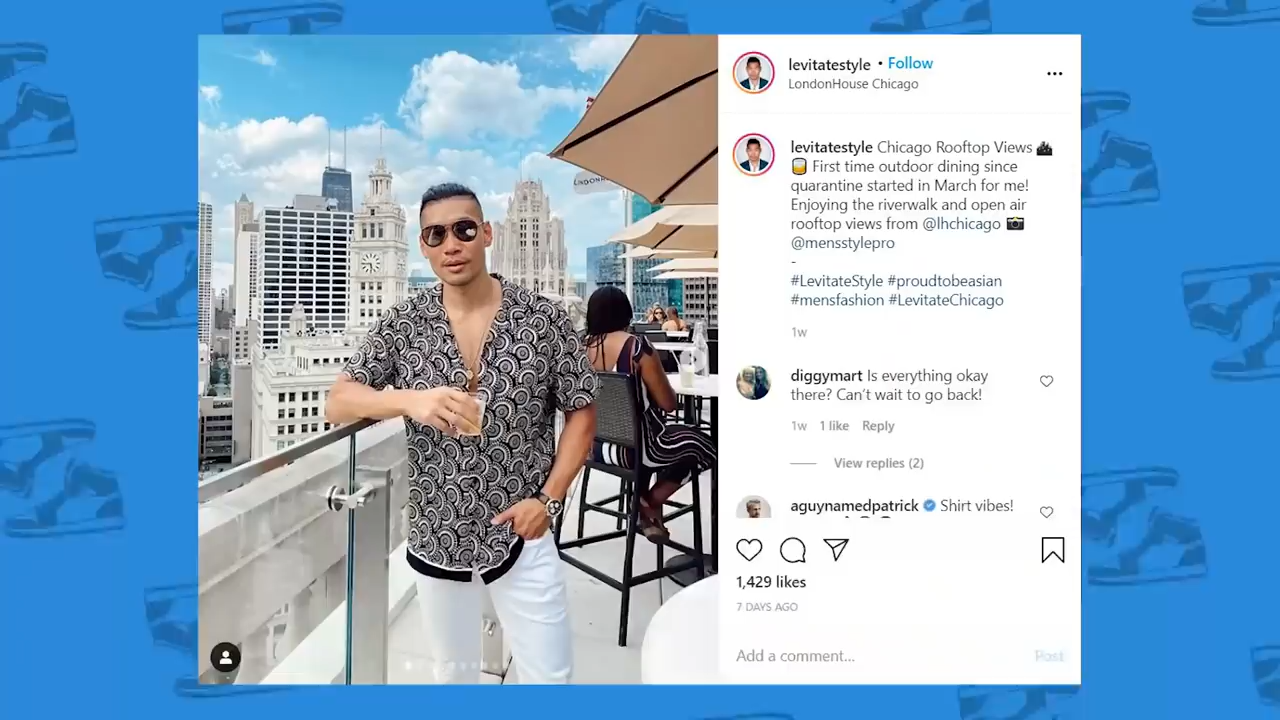 levitatestyle • Follow
LondonHouse Chicago
levitatestyle Chicago Rooftop Views
First time outdoor dining since
quarantine started in March for me!
Enjoying the riverwalk and open air
rooftop views from @lhchicago
@mensstylepro
-
#LevitateStyle #proudtobeasian
#mensfashion #LevitateChicago
1w
diggymart Is everything okay
there? Can't wait to go back!
1w 1 like Reply
View replies (2)
aguynamedpatrick Shirt vibes!
1,429 likes
7 DAYS AGO
Add a comment...
Post